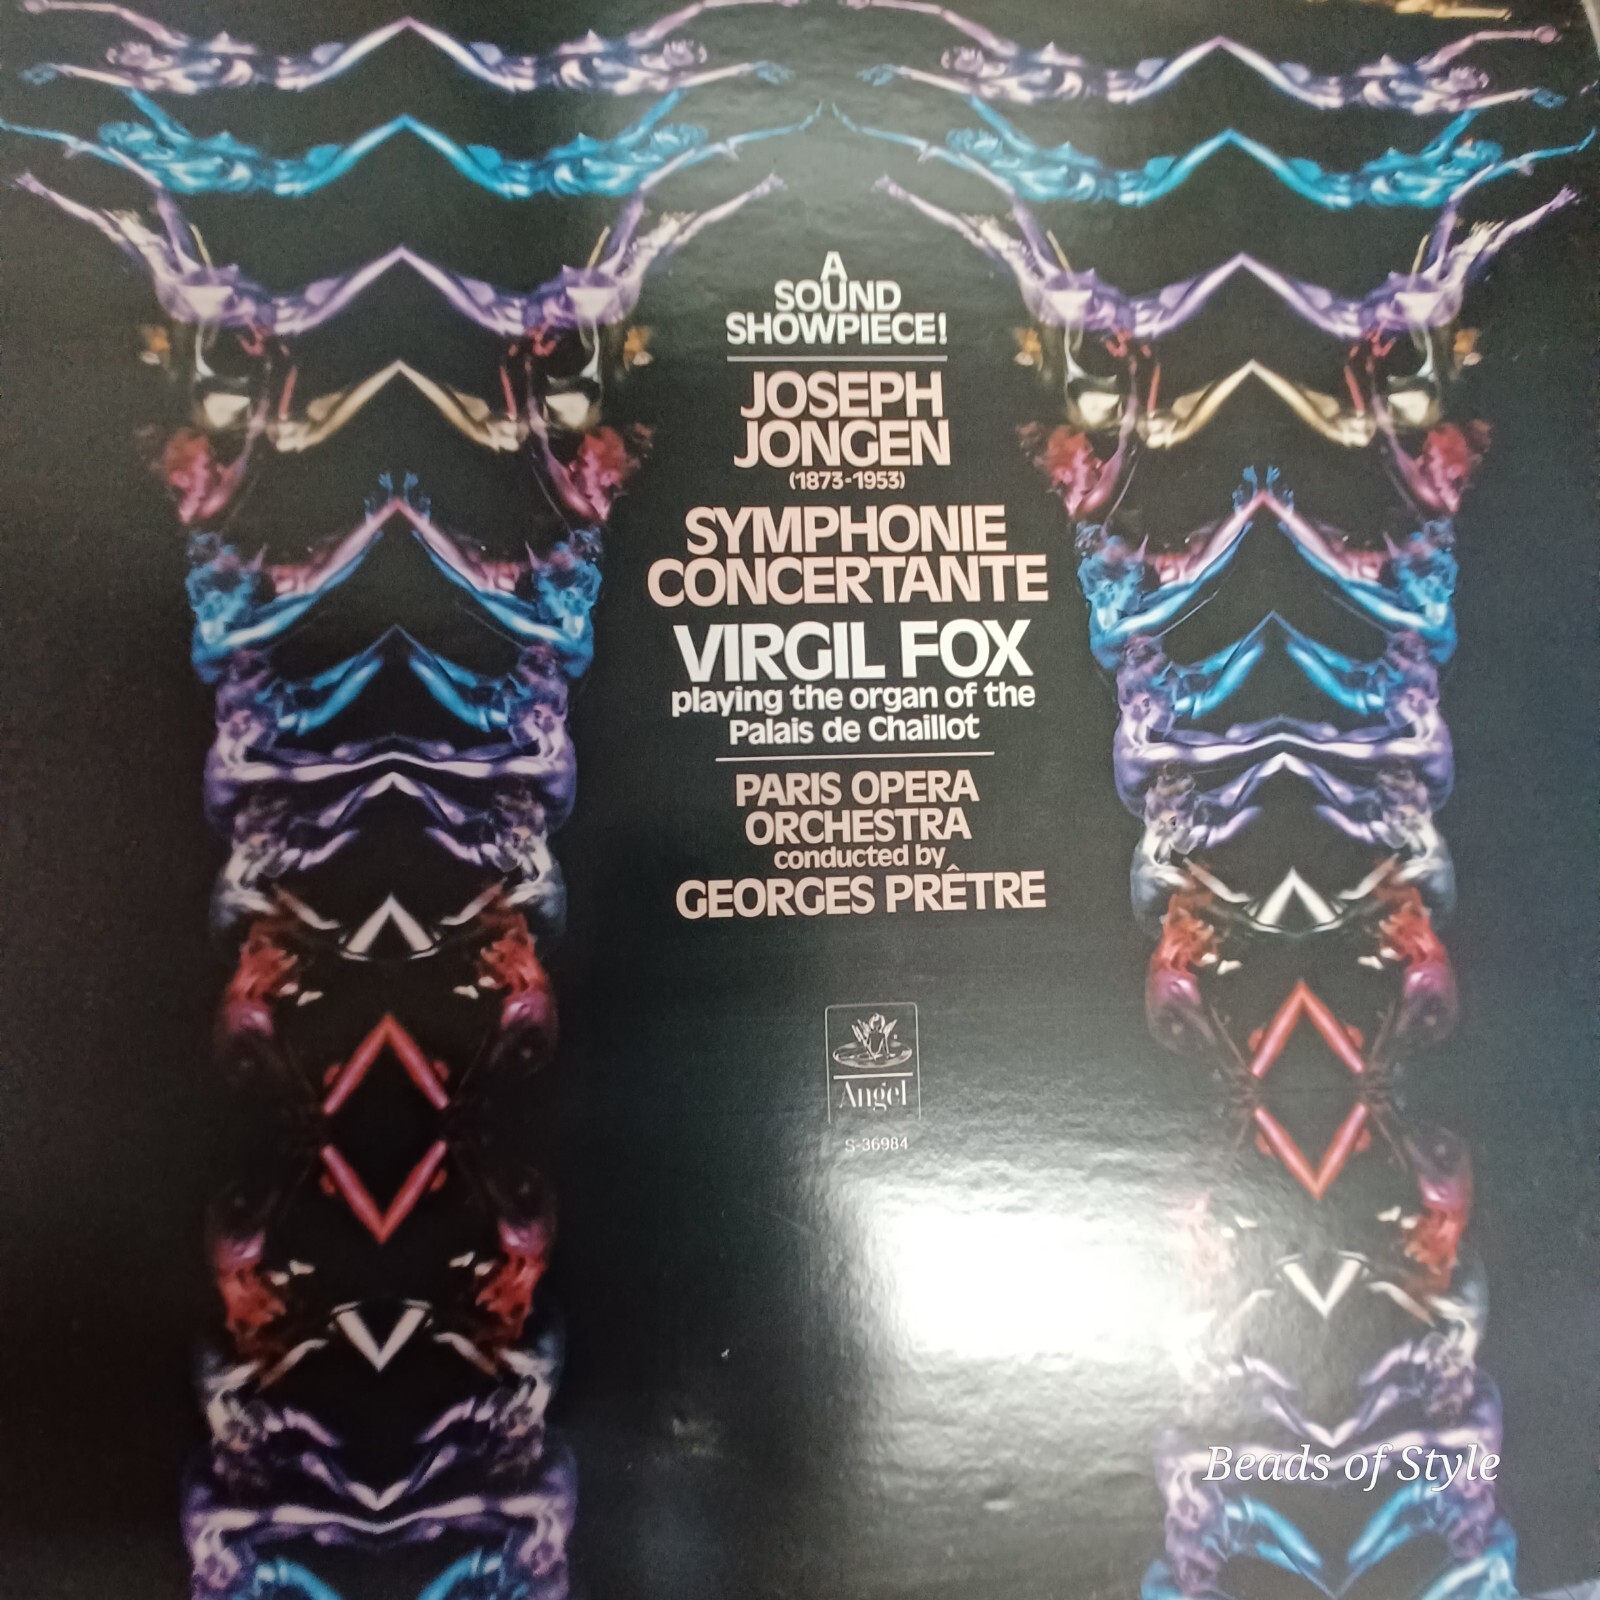 A
SOUND
SHOWPIECE!
JOSEPH
JONGEN
(1873-1953)
SYMPHONIE
CONCERTANTE
VIRGIL FOX
playing the organ of the
Palais de Chaillot
PARIS OPERA
ORCHESTRA
conducted by
GEORGES PRÊTRE
Angel
S-36984
Beads of Style